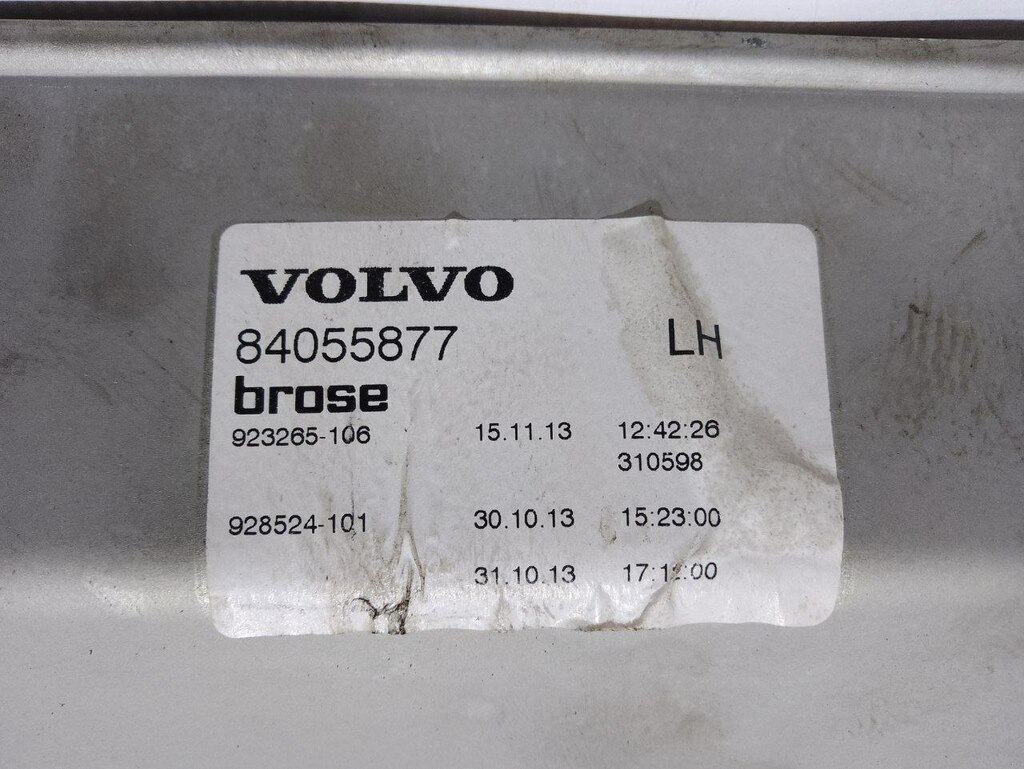 VOLVO
84055877 LH
brose
923265-106 15.11.13 12:42:26
310598
928524-101 30.10.13 15:23:00
31.10.13